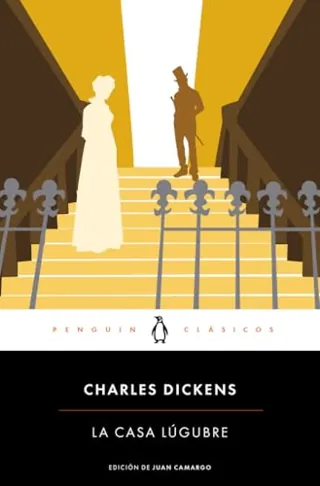 PENGUIN CLÁSICOS
CHARLES DICKENS
LA CASA LÚGUBRE
EDICIÓN DE JUAN CAMARGO